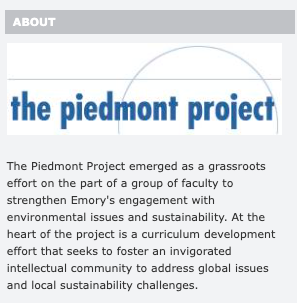 ABOUT
the piedmont project
The Piedmont Project emerged as a grassroots
effort on the part of a group of faculty to
strengthen Emory's engagement with
environmental issues and sustainability. At the
heart of the project is a curriculum development
effort that seeks to foster an invigorated
intellectual community to address global issues
and local sustainability challenges.